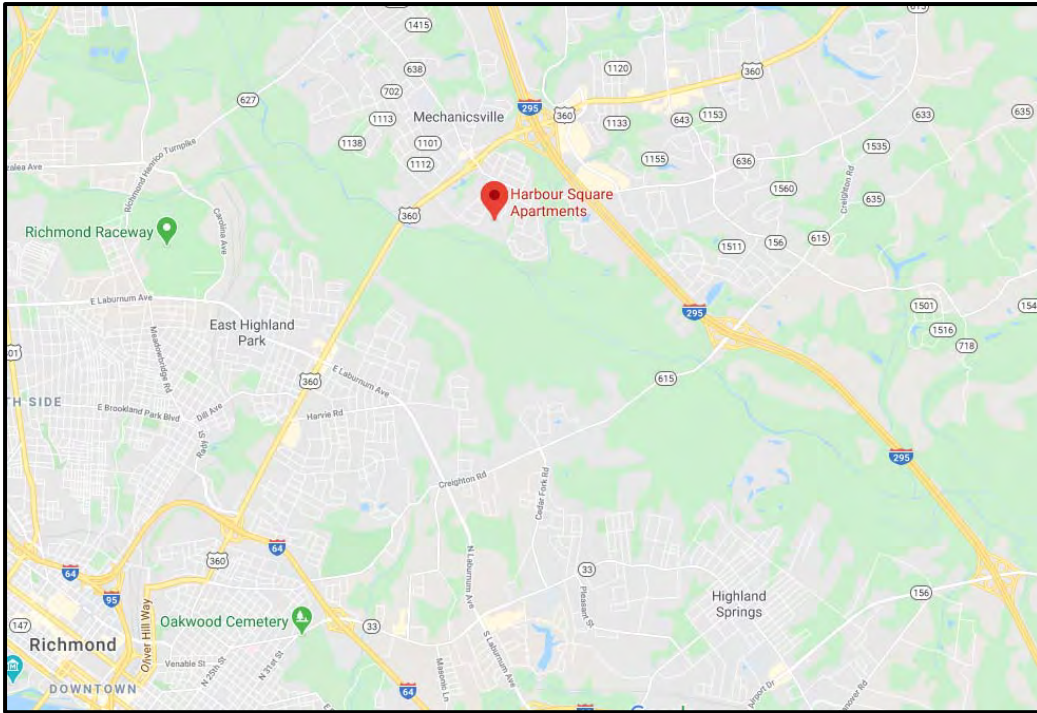 1415
638
627
702
1113
Mechanicsville
1138
1101
1112
295
360
1120
360
1133
643
1153
633
635
1155
636
1535
1560
635
Creighton Rd
Richmond Henrico Turnpike
Carolina Ave
Harbour Square
Apartments
360
Richmond Raceway
1511
156
615
E Laburnum Ave
East Highland
Park
Meadowbridge Rd
295
1501
1516
718
360
E Laburnum Ave
615
E Brookland Park Blvd
Dill Ave
Harvie Rd
295
Creighton Rd
Cedar Fork Rd
N Laburnum Ave
64
360
64
95
33
Pleasant St
Highland
Springs
156
Oliver Hill Way
Oakwood Cemetery
33
147
Richmond
Venable St
N 25th St
N 31st St
S Laburnum Ave
Masonic Ln
DOWNTOWN
64
Airport Dr